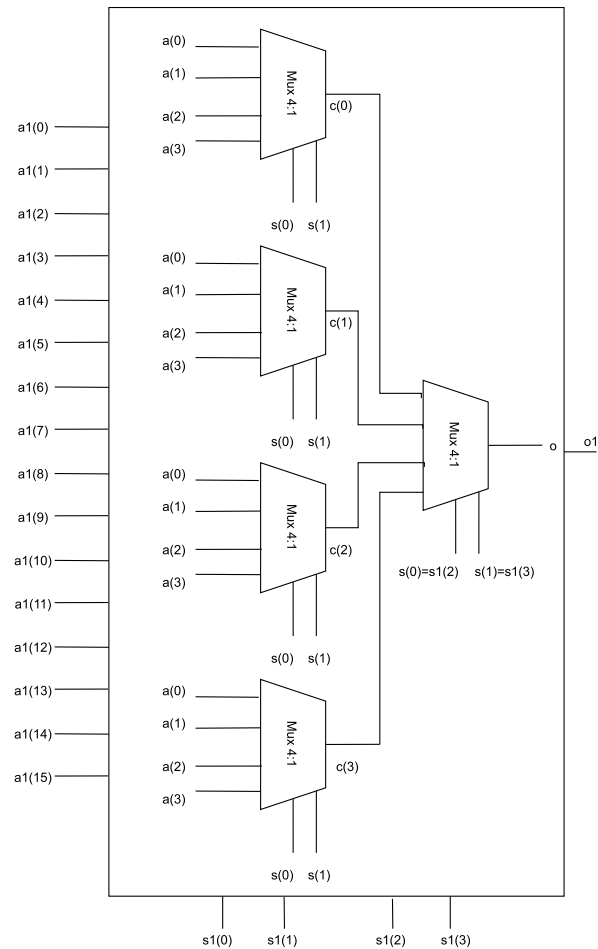 a1(0)
a1(1)
a1(2)
a1(3)
a1(4)
a1(5)
a1(6)
a1(7)
a1(8)
a1(9)
a1(10)
a1(11)
a1(12)
a1(13)
a1(14)
a1(15)
a(0)
a(1)
a(2)
a(3)
Mux 4:1
c(0)
s(0)
s(1)
a(0)
a(1)
a(2)
a(3)
Mux 4:1
c(1)
s(0)
s(1)
a(0)
a(1)
a(2)
a(3)
Mux 4:1
c(2)
s(0)
s(1)
a(0)
a(1)
a(2)
a(3)
Mux 4:1
c(3)
s(0)
s(1)
Mux 4:1
s(0)=s1(2)
s(1)=s1(3)
o
o1
s1(0)
s1(1)
s1(2)
s1(3)